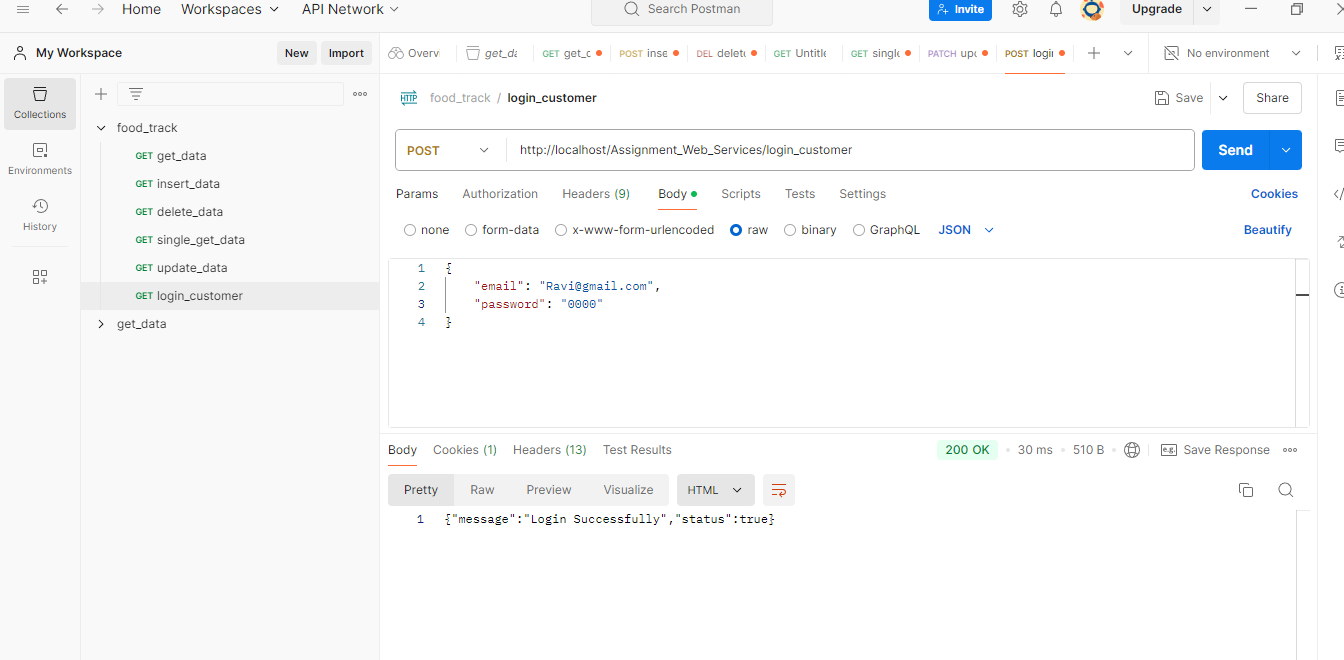 Home Workspaces API Network Search Postman Invite Upgrade
My Workspace New Import Overvi get_da GET get_c POST inse DEL delete GET Untitle GET single PATCH upd POST logi No environment
Collections
Environments
History
food_track
GET get_data
GET insert_data
GET delete_data
GET single_get_data
GET update_data
GET login_customer
get_data
HTTP food_track / login_customer Save Share
POST http://localhost/Assignment_Web_Services/login_customer Send
Params Authorization Headers (9) Body Scripts Tests Settings Cookies
none form-data x-www-form-urlencoded raw binary GraphQL JSON Beautify
1 {
2 "email": "Ravi@gmail.com",
3 "password": "0000"
4 }
Body Cookies (1) Headers (13) Test Results 200 OK 30 ms 510 B e.g. Save Response
Pretty Raw Preview Visualize HTML
1 {"message":"Login Successfully","status":true}